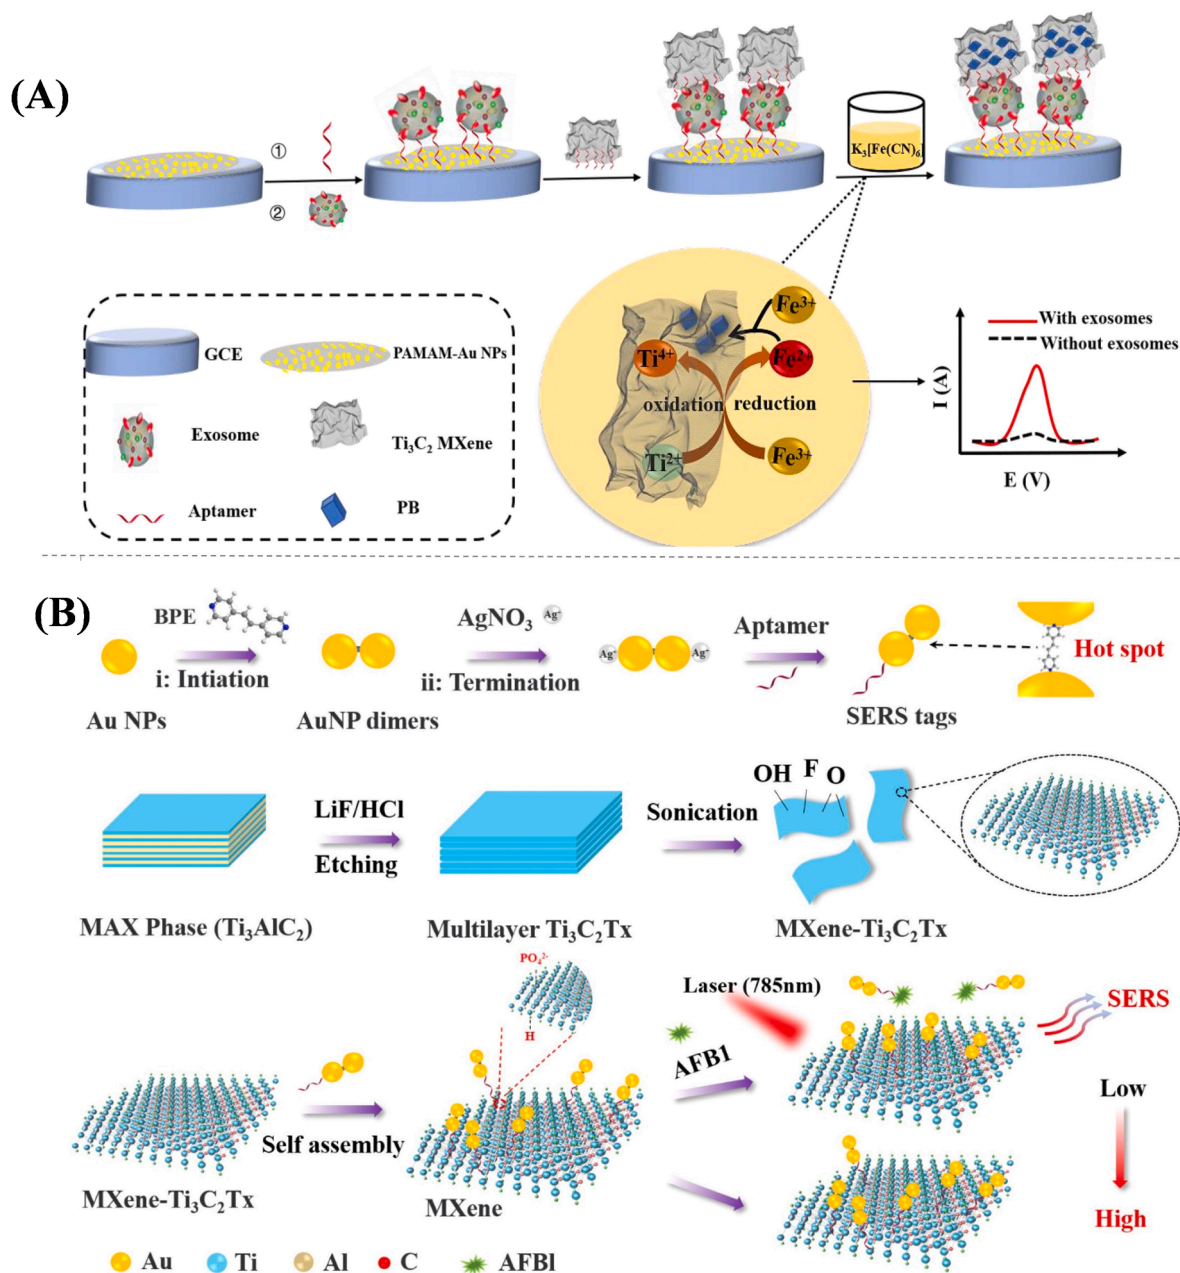 (A)
①
②
K₃[Fe(CN)₆]
GCE
PAMAM-Au NPs
Exosome
Ti₃C₂ MXene
Aptamer
PB
Fe³⁺
Ti⁴⁺
Fe²⁺
oxidation
reduction
Ti²⁺
Fe³⁺
With exosomes
Without exosomes
I (A)
E (V)
(B)
BPE
i: Intiation
Au NPs
AuNP dimers
AgNO₃
Ag⁺
ii: Termination
Ag⁺
Ag⁺
Aptamer
SERS tags
Hot spot
MAX Phase (Ti₃AlC₂)
LiF/HCl
Etching
Multilayer Ti₃C₂Tx
Sonication
OH
F
O
MXene-Ti₃C₂Tx
MXene-Ti₃C₂Tx
Self assembly
PO₄²⁻
H
MXene
Laser (785nm)
AFB1
SERS
Low
High
Au
Ti
Al
C
AFBl